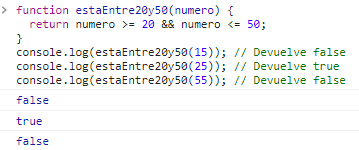 > function estaEntre20y50(numero) {
    return numero >= 20 && numero <= 50;
  }
  console.log(estaEntre20y50(15)); // Devuelve false
  console.log(estaEntre20y50(25)); // Devuelve true
  console.log(estaEntre20y50(55)); // Devuelve false
  false
  true
  false